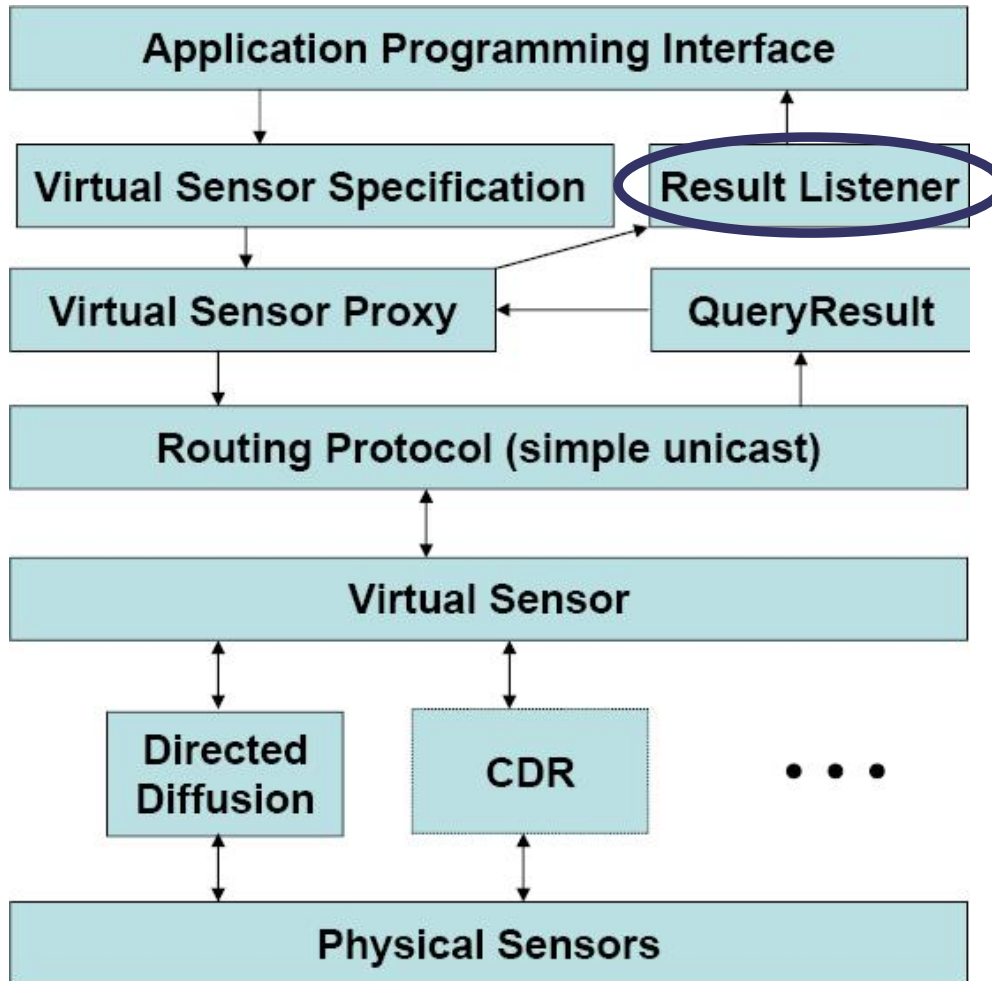 Application Programming Interface
Virtual Sensor Specification
Result Listener
Virtual Sensor Proxy
QueryResult
Routing Protocol (simple unicast)
Virtual Sensor
Directed
Diffusion
CDR
• • •
Physical Sensors